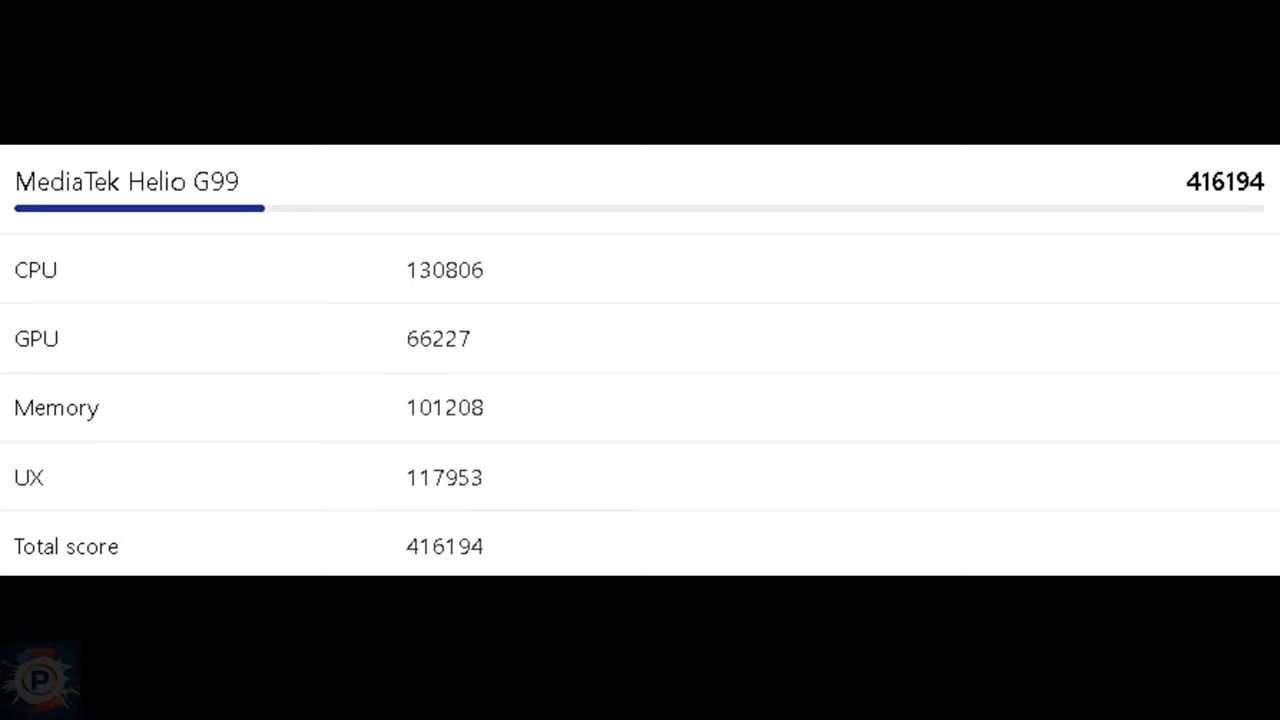 MediaTek Helio G99 416194
CPU 130806
GPU 66227
Memory 101208
UX 117953
Total score 416194
P